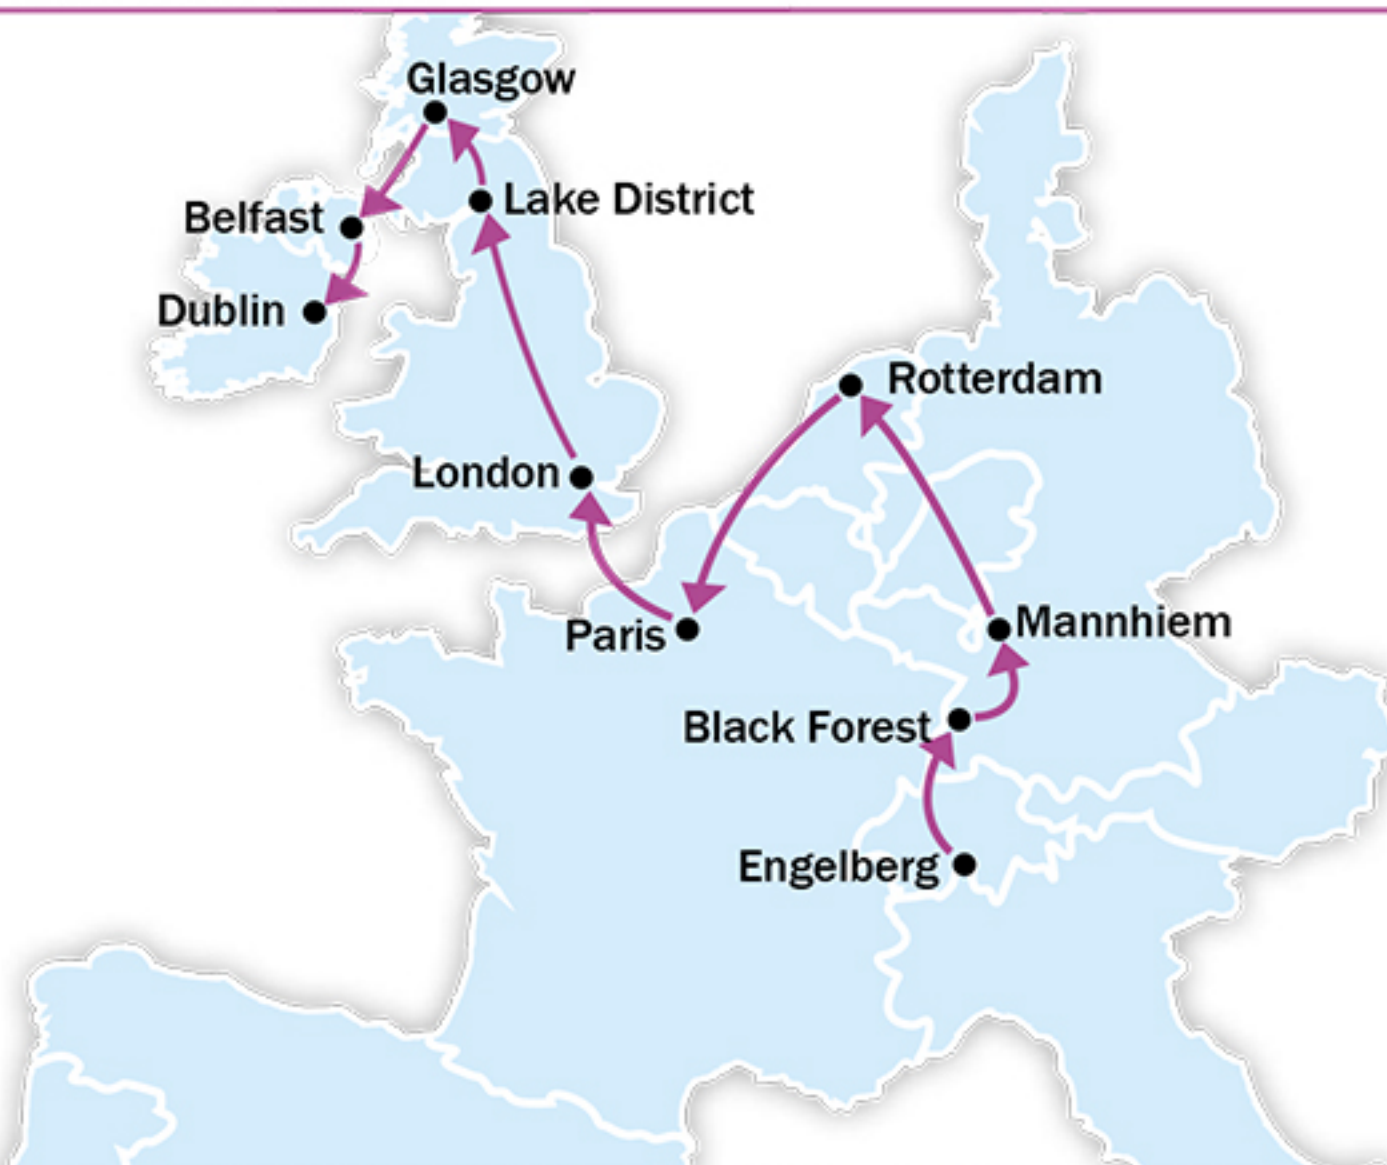 Glasgow
Lake District
Belfast
Dublin
Rotterdam
London
Mannhiem
Paris
Black Forest
Engelberg